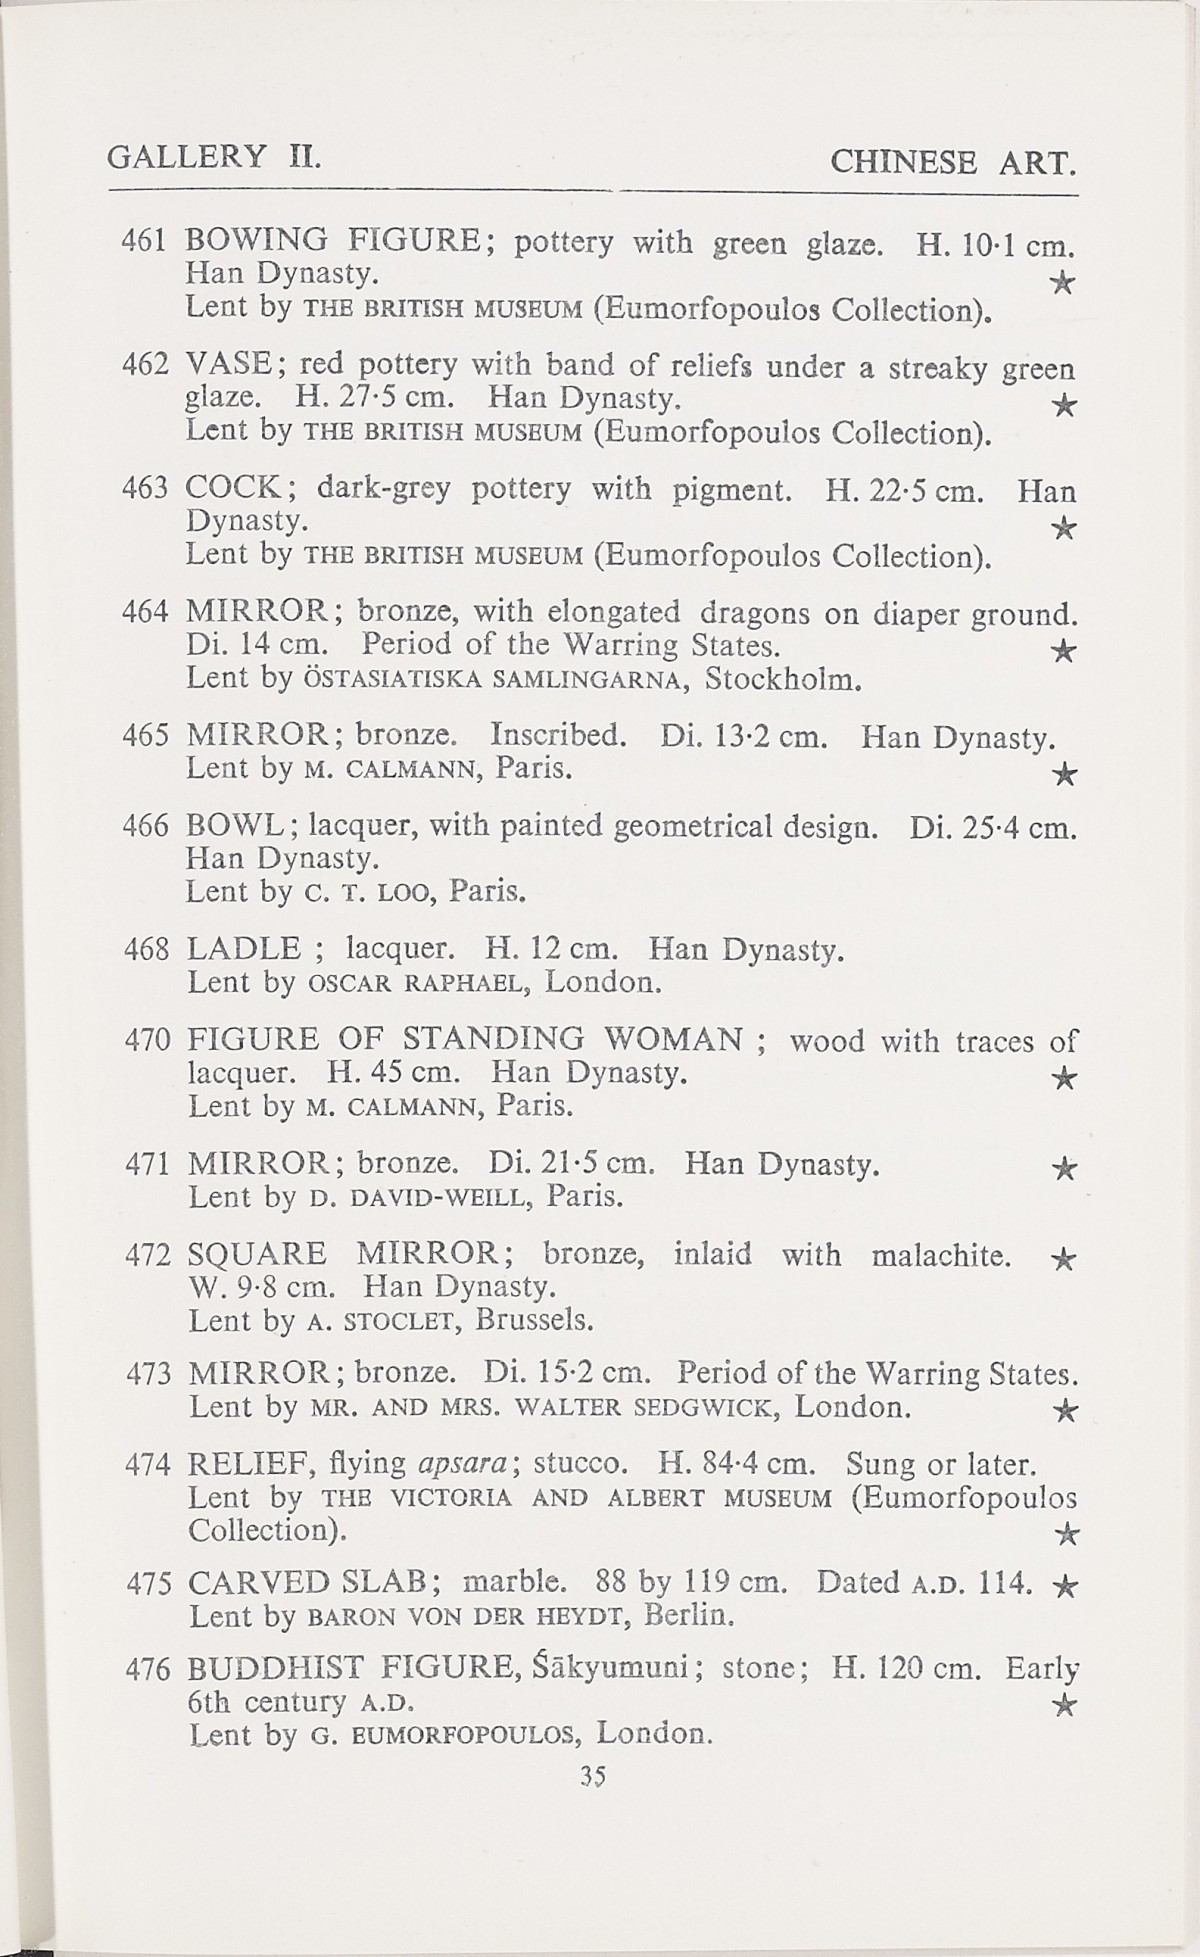 GALLERY II. CHINESE ART.
461 BOWING FIGURE; pottery with green glaze. H. 10·1 cm.
Han Dynasty. ★
Lent by THE BRITISH MUSEUM (Eumorfopoulos Collection).
462 VASE; red pottery with band of reliefs under a streaky green
glaze. H. 27·5 cm. Han Dynasty. ★
Lent by THE BRITISH MUSEUM (Eumorfopoulos Collection).
463 COCK; dark-grey pottery with pigment. H. 22·5 cm. Han
Dynasty. ★
Lent by THE BRITISH MUSEUM (Eumorfopoulos Collection).
464 MIRROR; bronze, with elongated dragons on diaper ground.
Di. 14 cm. Period of the Warring States. ★
Lent by ÖSTASIATISKA SAMLINGARNA, Stockholm.
465 MIRROR; bronze. Inscribed. Di. 13·2 cm. Han Dynasty.
Lent by M. CALMANN, Paris. ★
466 BOWL; lacquer, with painted geometrical design. Di. 25·4 cm.
Han Dynasty.
Lent by C. T. LOO, Paris.
468 LADLE ; lacquer. H. 12 cm. Han Dynasty.
Lent by OSCAR RAPHAEL, London.
470 FIGURE OF STANDING WOMAN ; wood with traces of
lacquer. H. 45 cm. Han Dynasty. ★
Lent by M. CALMANN, Paris.
471 MIRROR; bronze. Di. 21·5 cm. Han Dynasty. ★
Lent by D. DAVID-WEILL, Paris.
472 SQUARE MIRROR; bronze, inlaid with malachite. ★
W. 9·8 cm. Han Dynasty.
Lent by A. STOCLET, Brussels.
473 MIRROR; bronze. Di. 15·2 cm. Period of the Warring States.
Lent by MR. AND MRS. WALTER SEDGWICK, London. ★
474 RELIEF, flying apsara; stucco. H. 84·4 cm. Sung or later.
Lent by THE VICTORIA AND ALBERT MUSEUM (Eumorfopoulos
Collection). ★
475 CARVED SLAB; marble. 88 by 119 cm. Dated A.D. 114. ★
Lent by BARON VON DER HEYDT, Berlin.
476 BUDDHIST FIGURE, Śākyumuni; stone; H. 120 cm. Early
6th century A.D. ★
Lent by G. EUMORFOPOULOS, London.
35